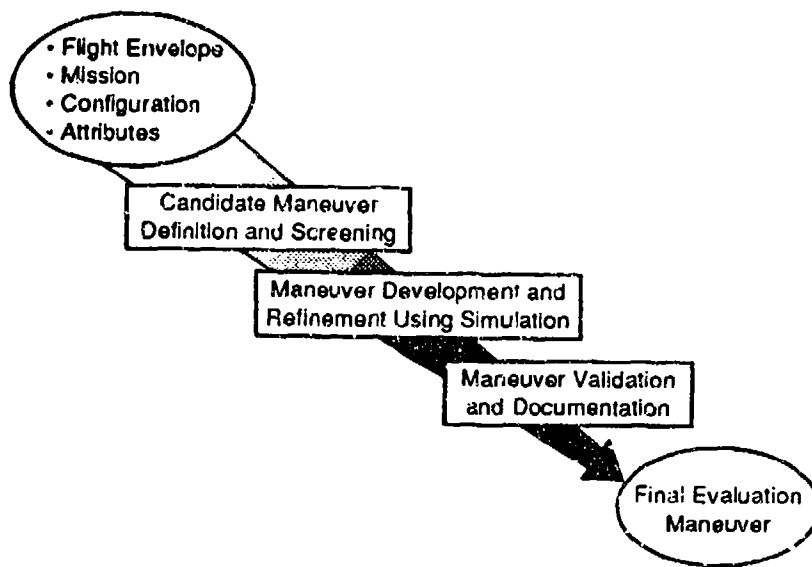 • Flight Envelope
• Mission
• Configuration
• Attributes
Candidate Maneuver
Definition and Screening
Maneuver Development and
Refinement Using Simulation
Maneuver Validation
and Documentation
Final Evaluation
Maneuver